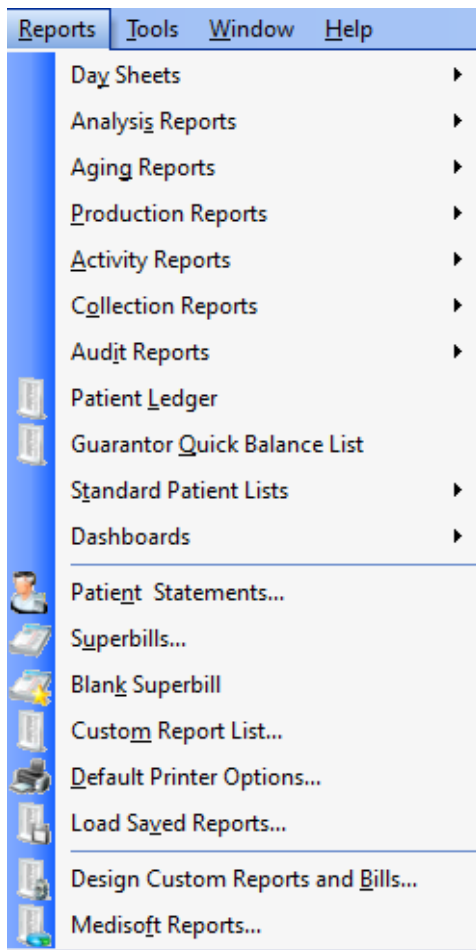 Reports Tools Window Help
Day Sheets
Analysis Reports
Aging Reports
Production Reports
Activity Reports
Collection Reports
Audit Reports
Patient Ledger
Guarantor Quick Balance List
Standard Patient Lists
Dashboards
Patient  Statements...
Superbills...
Blank Superbill
Custom Report List...
Default Printer Options...
Load Saved Reports...
Design Custom Reports and Bills...
Medisoft Reports...